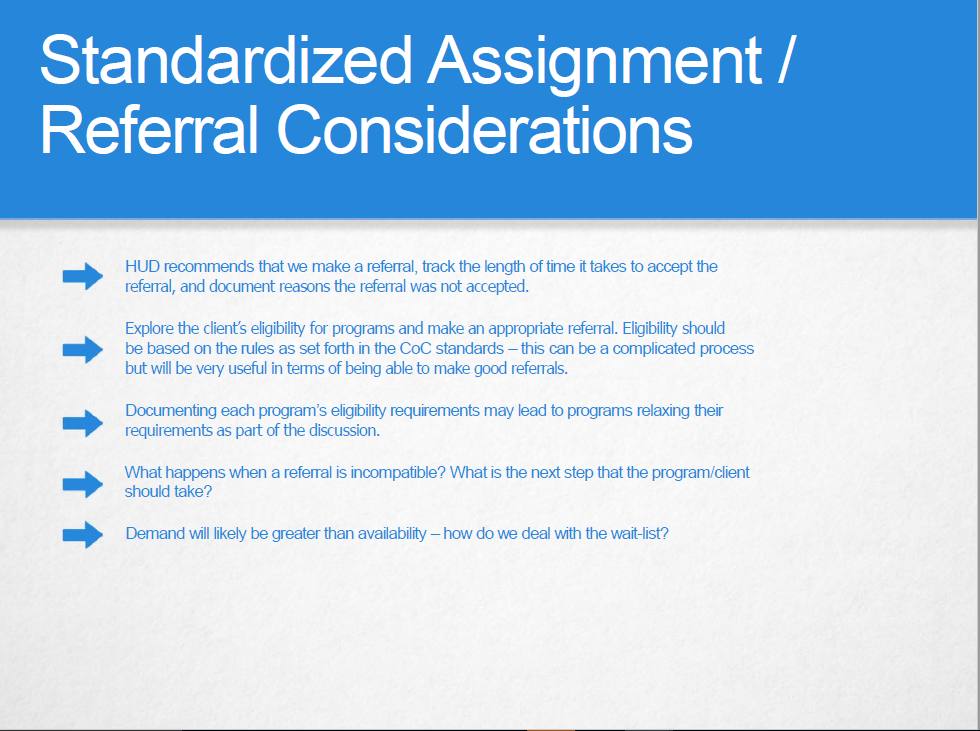 Standardized Assignment /
Referral Considerations
HUD recommends that we make a referral, track the length of time it takes to accept the
referral, and document reasons the referral was not accepted.
Explore the client's eligibility for programs and make an appropriate referral. Eligibility should
be based on the rules as set forth in the CoC standards – this can be a complicated process
but will be very useful in terms of being able to make good referrals.
Documenting each program's eligibility requirements may lead to programs relaxing their
requirements as part of the discussion.
What happens when a referral is incompatible? What is the next step that the program/client
should take?
Demand will likely be greater than availability – how do we deal with the wait-list?